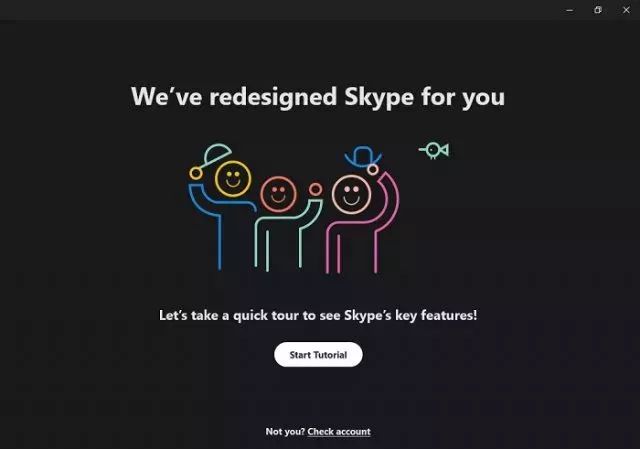 We’ve redesigned Skype for you
Let’s take a quick tour to see Skype’s key features!
Start Tutorial
Not you? Check account